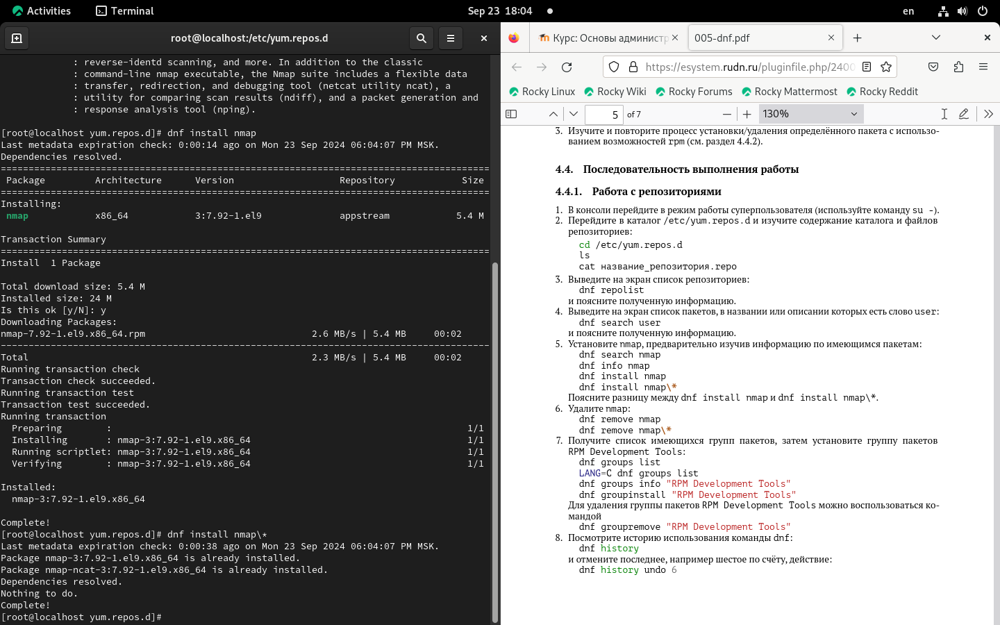 Activities
Terminal
Sep 23 18:04
en
root@localhost:/etc/yum.repos.d
: reverse-identd scanning, and more. In addition to the classic
: command-line nmap executable, the Nmap suite includes a flexible data
: transfer, redirection, and debugging tool (netcat utility ncat), a
: utility for comparing scan results (ndiff), and a packet generation and
: response analysis tool (nping).
[root@localhost yum.repos.d]# dnf install nmap
Last metadata expiration check: 0:00:14 ago on Mon 23 Sep 2024 06:04:07 PM MSK.
Dependencies resolved.
================================================================================
Package Architecture Version Repository Size
================================================================================
Installing:
nmap x86_64 3:7.92-1.el9 appstream 5.4 M
Transaction Summary
================================================================================
Install 1 Package
Total download size: 5.4 M
Installed size: 24 M
Is this ok [y/N]: y
Downloading Packages:
nmap-7.92-1.el9.x86_64.rpm 2.6 MB/s | 5.4 MB 00:02
--------------------------------------------------------------------------------
Total 2.3 MB/s | 5.4 MB 00:02
Running transaction check
Transaction check succeeded.
Running transaction test
Transaction test succeeded.
Running transaction
Preparing : 1/1
Installing : nmap-3:7.92-1.el9.x86_64 1/1
Running scriptlet: nmap-3:7.92-1.el9.x86_64 1/1
Verifying : nmap-3:7.92-1.el9.x86_64 1/1
Installed:
nmap-3:7.92-1.el9.x86_64
Complete!
[root@localhost yum.repos.d]# dnf install nmap\*
Last metadata expiration check: 0:00:38 ago on Mon 23 Sep 2024 06:04:07 PM MSK.
Package nmap-3:7.92-1.el9.x86_64 is already installed.
Package nmap-ncat-3:7.92-1.el9.x86_64 is already installed.
Dependencies resolved.
Nothing to do.
Complete!
[root@localhost yum.repos.d]#
Курс: Основы администр
005-dnf.pdf
https://esystem.rudn.ru/pluginfile.php/2400
Rocky Linux
Rocky Wiki
Rocky Forums
Rocky Mattermost
Rocky Reddit
5 of 7
130%
3. Изучите и повторите процесс установки/удаления определённого пакета с использо-
ванием возможностей rpm (см. раздел 4.4.2).
4.4. Последовательность выполнения работы
4.4.1. Работа с репозиториями
1. В консоли перейдите в режим работы суперпользователя (используйте команду su -).
2. Перейдите в каталог /etc/yum.repos.d и изучите содержание каталога и файлов
репозиториев:
cd /etc/yum.repos.d
ls
cat название_репозитория.repo
3. Выведите на экран список репозиториев:
dnf repolist
и поясните полученную информацию.
4. Выведите на экран список пакетов, в названии или описании которых есть слово user:
dnf search user
и поясните полученную информацию.
5. Установите nmap, предварительно изучив информацию по имеющимся пакетам:
dnf search nmap
dnf info nmap
dnf install nmap
dnf install nmap\*
Поясните разницу между dnf install nmap и dnf install nmap\*.
6. Удалите nmap:
dnf remove nmap
dnf remove nmap\*
7. Получите список имеющихся групп пакетов, затем установите группу пакетов
RPM Development Tools:
dnf groups list
LANG=C dnf groups list
dnf groups info "RPM Development Tools"
dnf groupinstall "RPM Development Tools"
Для удаления группы пакетов RPM Development Tools можно воспользоваться ко-
мандой
dnf groupremove "RPM Development Tools"
8. Посмотрите историю использования команды dnf:
dnf history
и отмените последнее, например шестое по счёту, действие:
dnf history undo 6